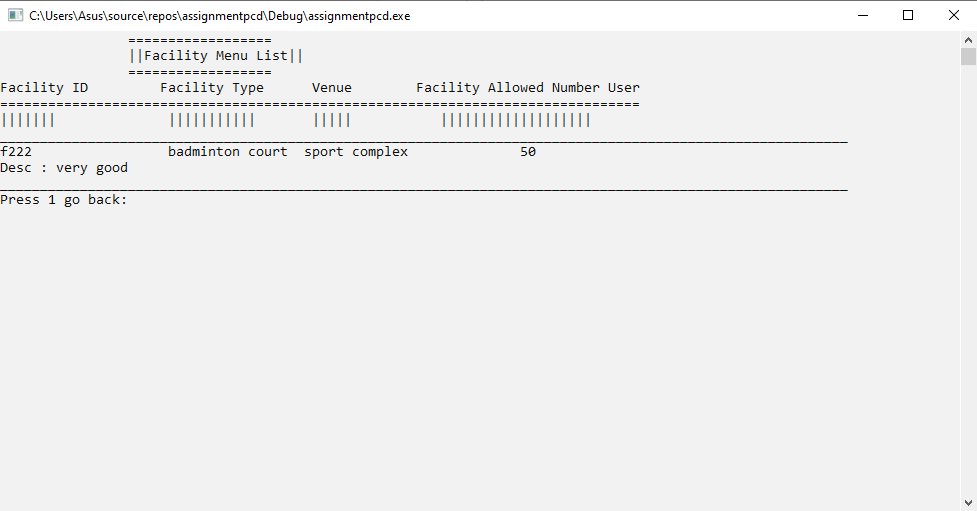 C:\Users\Asus\source\repos\assignmentpcd\Debug\assignmentpcd.exe
==================
||Facility Menu List||
==================
Facility ID         Facility Type      Venue        Facility Allowed Number User
================================================================================
|||||||              |||||||||||       |||||           |||||||||||||||||||
__________________________________________________________________________________________________________
f222                 badminton court  sport complex              50
Desc : very good
__________________________________________________________________________________________________________
Press 1 go back: